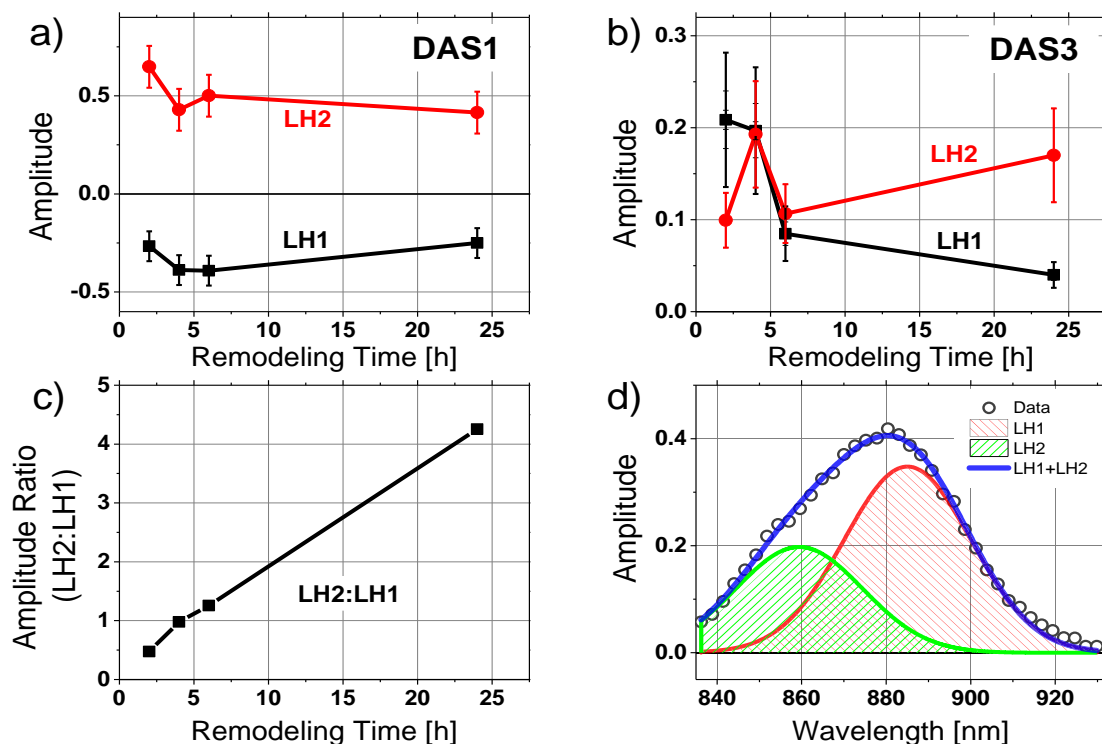 a)
DAS1
0.5
0.0
-0.5
Amplitude
LH2
LH1
0 5 10 15 20 25
Remodeling Time [h]
b)
DAS3
0.3
0.2
0.1
0.0
Amplitude
LH2
LH1
0 5 10 15 20 25
Remodeling Time [h]
c)
5
4
3
2
1
0
Amplitude Ratio
(LH2:LH1)
LH2:LH1
0 5 10 15 20 25
Remodeling Time [h]
d)
Data
LH1
LH2
LH1+LH2
0.4
0.2
0.0
Amplitude
840 860 880 900 920
Wavelength [nm]